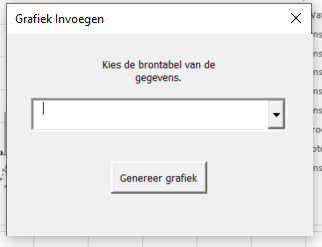 Grafiek Invoegen
Kies de brontabel van de
gegevens.
Genereer grafiek